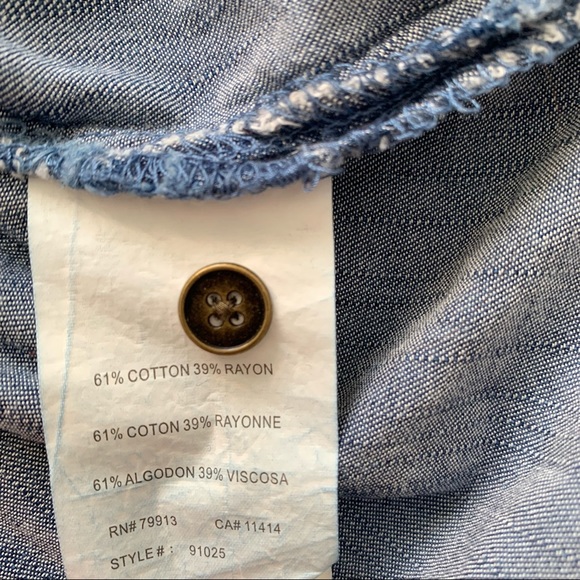 61% COTTON 39% RAYON
61% COTON 39% RAYONNE
61% ALGODON 39% VISCOSA
RN# 79913 CA# 11414
STYLE # : 91025